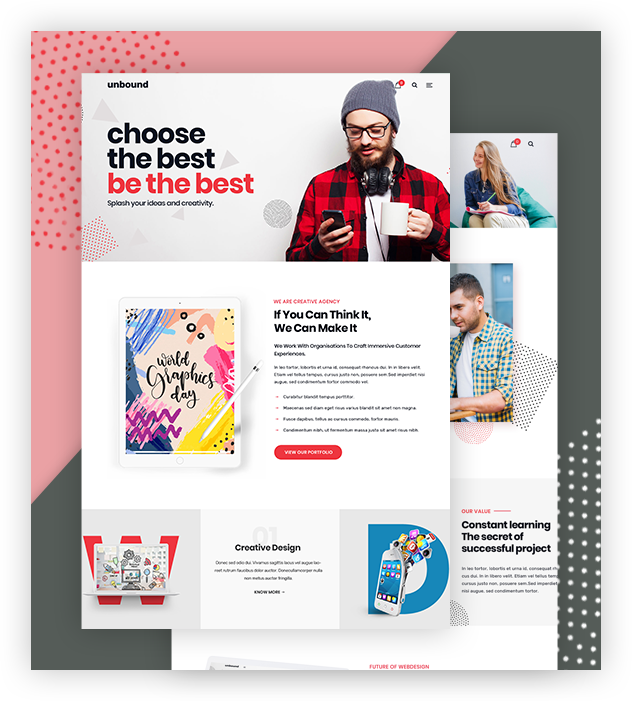 unbound
0
choose
the best
be the best
Splash your ideas and creativity.
0
WE ARE CREATIVE AGENCY
If You Can Think It,
We Can Make It
We Work With Organisations To Craft Immersive Customer
Experiences.
In leo tortor, lobortis et urna id, consequat rhoncus dui. In in libero velit.
Etiam vel tellus tempus, cursus justo non, posuere sem.Sed imperdiet nisi
augue, sed condimentum tortor commodo vel.
Curabitur blandit tempus porttitor.
Maecenas sed diam eget risus varius blandit sit amet non magna.
Fusce dapibus, tellus ac cursus commodo, tortor mauris.
Condimentum nibh, ut fermentum massa justo sit amet risus nibh.
VIEW OUR PORTFOLIO
world
Graphics
day
OUR VALUE
Constant learning
The secret of
successful project
In leo tortor, lobortis et urna id, consequat
dui. In in libero velit. Etiam vel tellus tempus,
cursus justo non, posuere sem.Sed imperdiet
nisi augue, sed condimentum tortor.
W
01
Creative Design
Donec sed odio dui. Vivamus sagittis lacus vel augue lao-
reet rutrum faucibus dolor auctor. Donecullamcorper nulla
non metus auctor fringilla.
KNOW MORE →
D
unbound
FUTURE OF WEBDESIGN